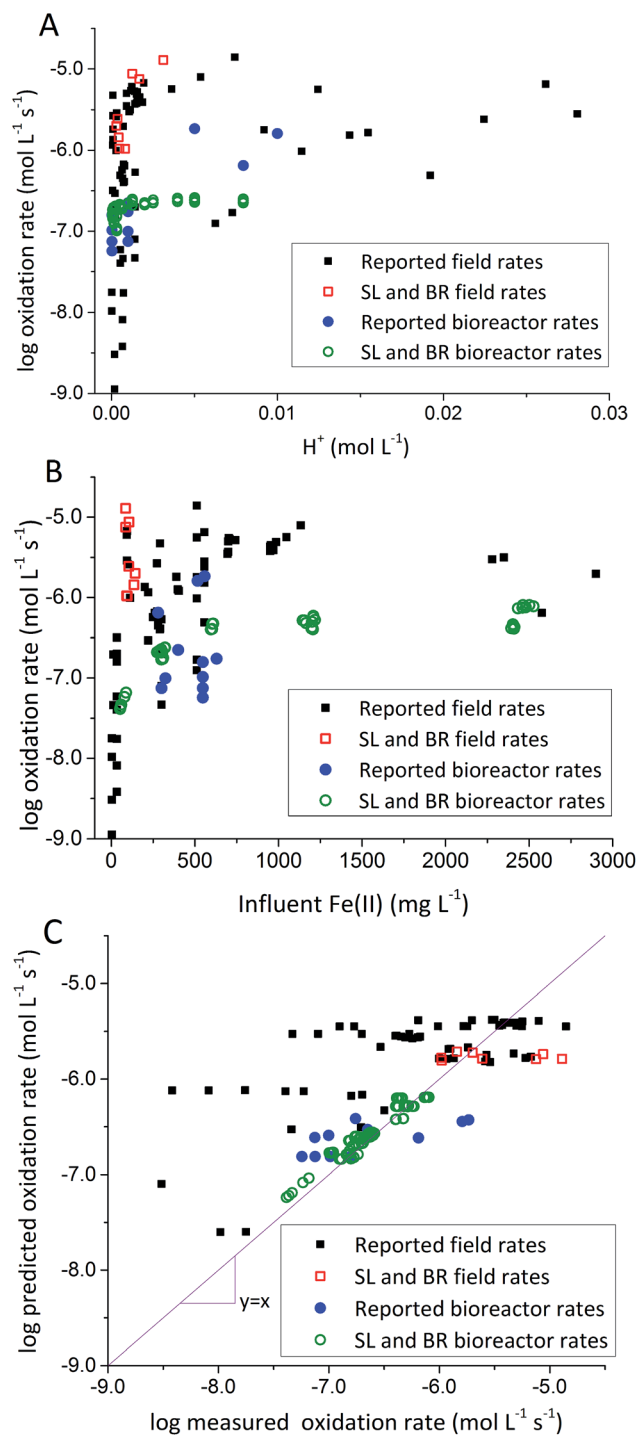 A
log oxidation rate (mol L⁻¹ s⁻¹)
-5.0
-6.0
-7.0
-8.0
-9.0
Reported field rates
SL and BR field rates
Reported bioreactor rates
SL and BR bioreactor rates
0.00 0.01 0.02 0.03
H⁺ (mol L⁻¹)
B
log oxidation rate (mol L⁻¹ s⁻¹)
-5.0
-6.0
-7.0
-8.0
-9.0
Reported field rates
SL and BR field rates
Reported bioreactor rates
SL and BR bioreactor rates
0 500 1000 1500 2000 2500 3000
Influent Fe(II) (mg L⁻¹)
C
log predicted oxidation rate (mol L⁻¹ s⁻¹)
-5.0
-6.0
-7.0
-8.0
-9.0
y=x
Reported field rates
SL and BR field rates
Reported bioreactor rates
SL and BR bioreactor rates
-9.0 -8.0 -7.0 -6.0 -5.0
log measured oxidation rate (mol L⁻¹ s⁻¹)